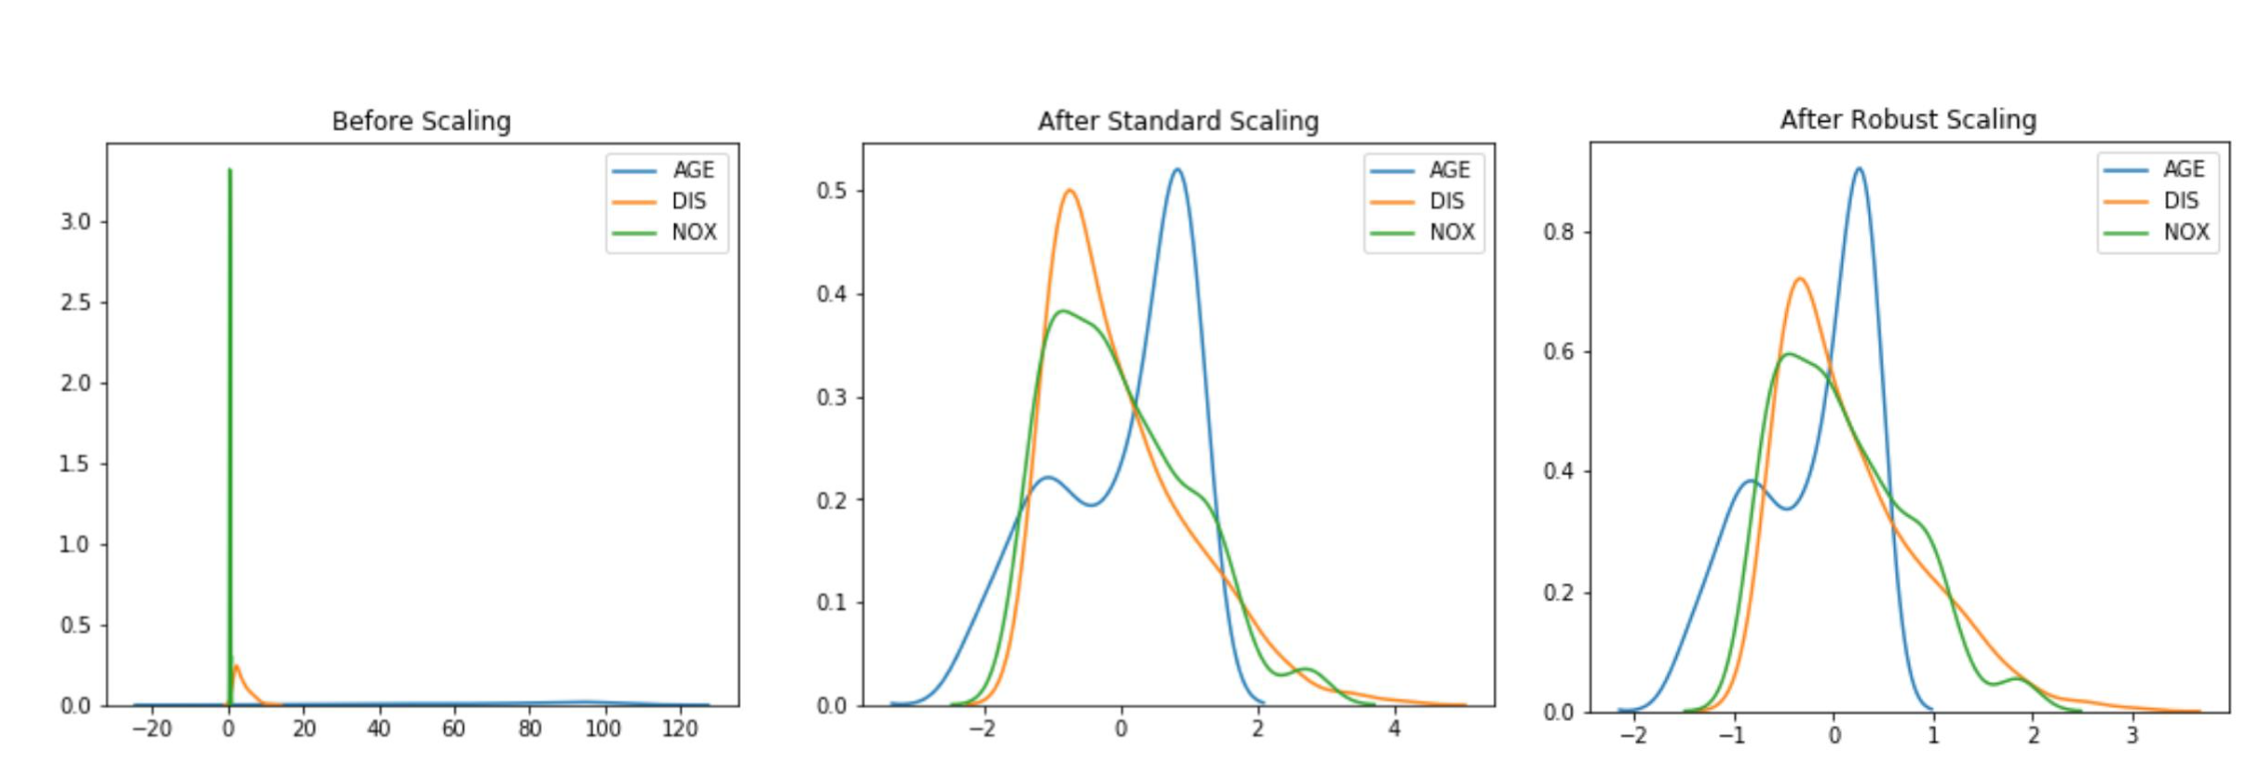 Before Scaling
AGE
DIS
NOX
3.0
2.5
2.0
1.5
1.0
0.5
0.0
−20 0 20 40 60 80 100 120
After Standard Scaling
AGE
DIS
NOX
0.5
0.4
0.3
0.2
0.1
0.0
−2 0 2 4
After Robust Scaling
AGE
DIS
NOX
0.8
0.6
0.4
0.2
0.0
−2 −1 0 1 2 3